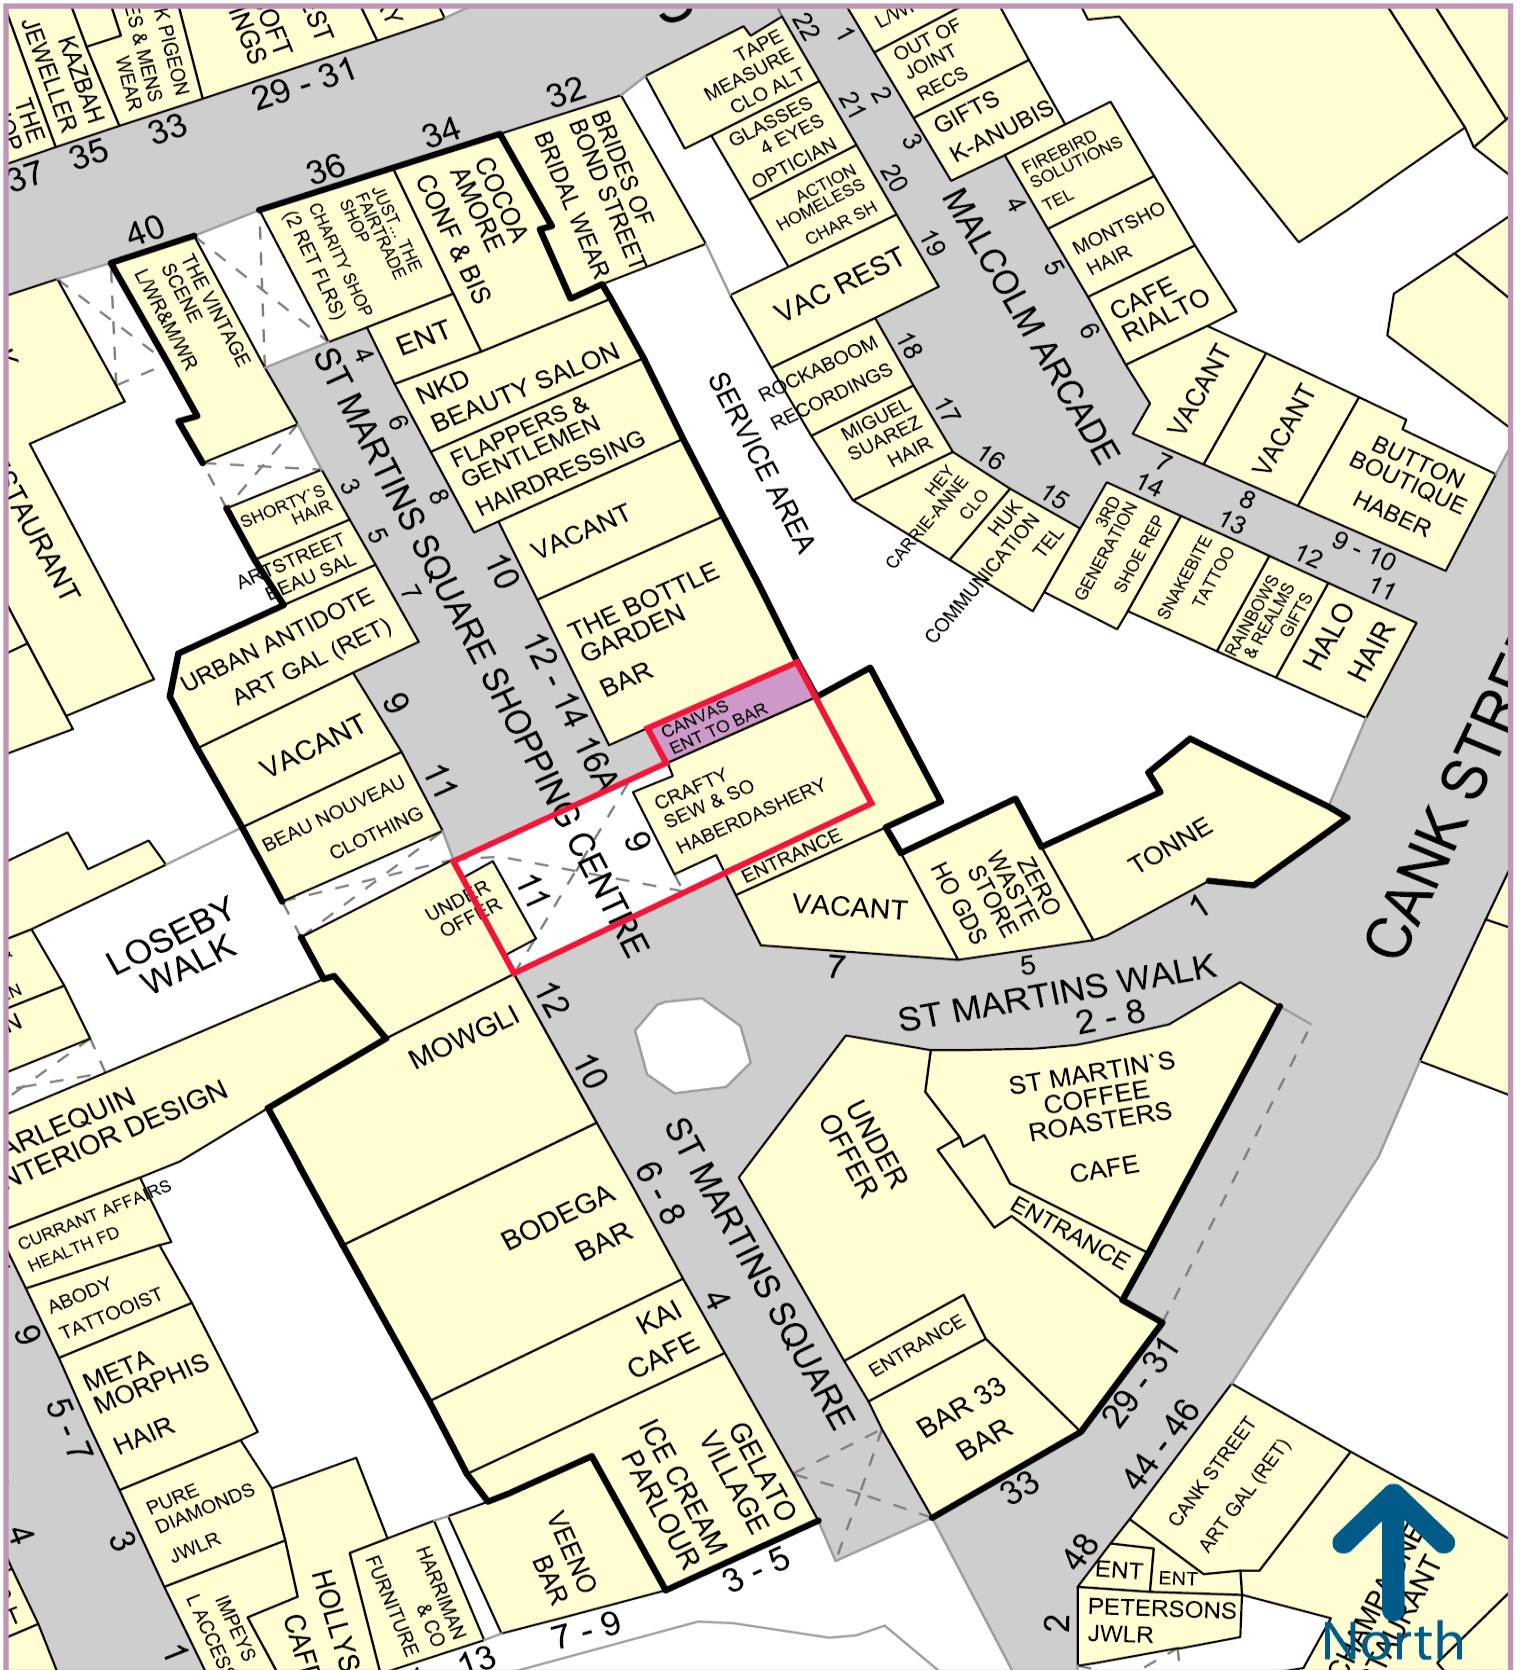 JEWELLER
KAZBAH
& MENS
WEAR
K PIGEON
29 - 31
THE
37
35
33
32
34
36
40
TAPE
MEASURE
CLO ALT
GLASSES
4 EYES
OPTICIAN
ACTION
HOMELESS
CHAR SH
VAC REST
ROCKABOOM
RECORDINGS
MIGUEL
SUAREZ
HAIR
HEY
CARRIE-ANNE
CLO
HUK
COMMUNICATION
TEL
3RD
GENERATION
SHOE REP
SNAKEBITE
TATTOO
RAINBOWS
& REALMS
GIFTS
HALO
HAIR
22
21
20
19
18
17
16
15
14
13
12
11
1
2
3
4
5
6
7
8
9 - 10
OUT OF
JOINT
RECS
GIFTS
K-ANUBIS
FIREBIRD
SOLUTIONS
TEL
MONTSHO
HAIR
CAFE
RIALTO
VACANT
VACANT
BUTTON
BOUTIQUE
HABER
MALCOLM ARCADE
BRIDES OF
BOND STREET
BRIDAL WEAR
COCOA
AMORE
CONF & BIS
JUST... THE
FAIRTRADE
SHOP
CHARITY SHOP
(2 RET FLRS)
THE VINTAGE
SCENE
L/WR&M/WR
ENT
NKD
BEAUTY SALON
FLAPPERS &
GENTLEMEN
HAIRDRESSING
VACANT
THE BOTTLE
GARDEN
BAR
CANVAS
ENT TO BAR
CRAFTY
SEW & SO
HABERDASHERY
ENTRANCE
VACANT
ZERO
WASTE
STORE
HO GDS
TONNE
SERVICE AREA
4
6
8
10
12 - 14
16A
9
3
5
7
9
11
11
ST MARTINS SQUARE SHOPPING CENTRE
SHORTY`S
HAIR
ARTSTREET
BEAU SAL
URBAN ANTIDOTE
ART GAL (RET)
VACANT
BEAU NOUVEAU
CLOTHING
UNDER
OFFER
LOSEBY
WALK
7
5
1
ST MARTINS WALK
2 - 8
CANK STRE
MOWGLI
BODEGA
BAR
KAI
CAFE
GELATO
VILLAGE
ICE CREAM
PARLOUR
VEENO
BAR
12
10
6 - 8
4
3 - 5
7 - 9
13
ST MARTINS SQUARE
UNDER
OFFER
ST MARTIN`S
COFFEE
ROASTERS
CAFE
ENTRANCE
ENTRANCE
BAR 33
BAR
29 - 31
33
44 - 46
48
2
CANK STREET
ART GAL (RET)
ENT
ENT
PETERSONS
JWLR
North
ARLEQUIN
NTERIOR DESIGN
CURRANT AFFAIRS
HEALTH FD
ABODY
TATTOOIST
META
MORPHIS
HAIR
PURE
DIAMONDS
JWLR
IMPEYS
L ACCESS
HOLLYS
CAF
HARRIMAN
& CO
FURNITURE
9
5 - 7
3
1
4
STAURANT